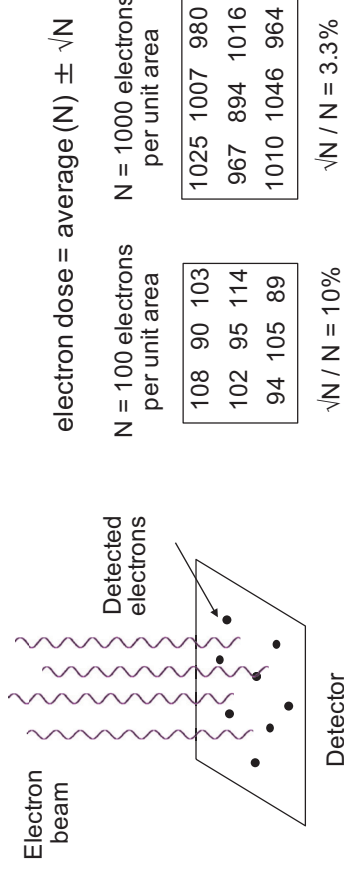 Electron
beam
Detected
electrons
Detector
electron dose = average (N) ± √N
N = 100 electrons
per unit area
108 90 103
102 95 114
94 105 89
√N / N = 10%
N = 1000 electrons
per unit area
1025 1007 980
967 894 1016
1010 1046 964
√N / N = 3.3%